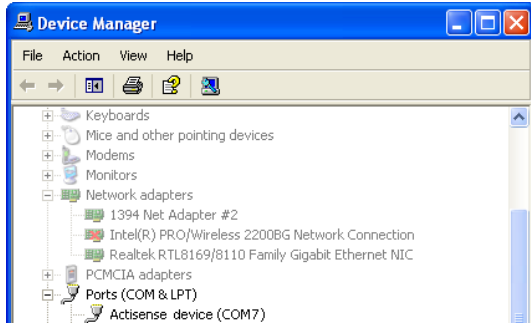 Device Manager
File Action View Help
Keyboards
Mice and other pointing devices
Modems
Monitors
Network adapters
1394 Net Adapter #2
Intel(R) PRO/Wireless 2200BG Network Connection
Realtek RTL8169/8110 Family Gigabit Ethernet NIC
PCMCIA adapters
Ports (COM & LPT)
Actisense device (COM7)